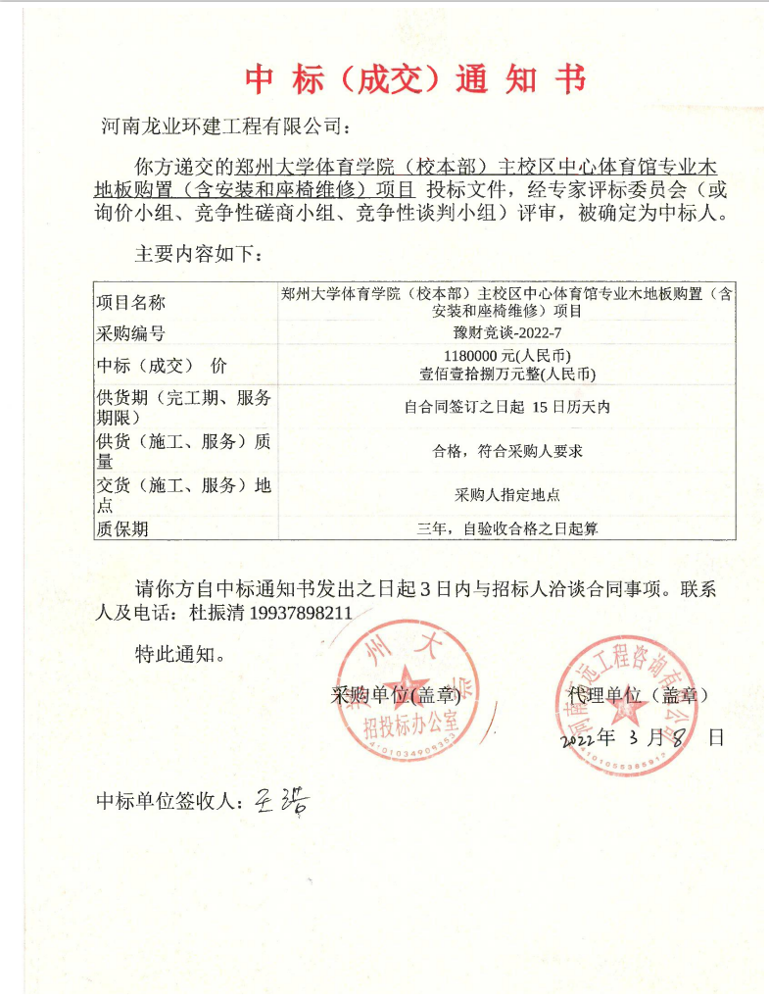 中 标（成交）通 知 书
河南龙业环建工程有限公司：
你方递交的郑州大学体育学院（校本部）主校区中心体育馆专业木
地板购置（含安装和座椅维修）项目 投标文件，经专家评标委员会（或
询价小组、竞争性磋商小组、竞争性谈判小组）评审，被确定为中标人。
主要内容如下：
项目名称
郑州大学体育学院（校本部）主校区中心体育馆专业木地板购置（含
安装和座椅维修）项目
采购编号
豫财竞谈-2022-7
中标（成交） 价
1180000 元(人民币)
壹佰壹拾捌万元整(人民币)
供货期（完工期、服务
期限）
自合同签订之日起 15 日历天内
供货（施工、服务）质
量
合格，符合采购人要求
交货（施工、服务）地
点
采购人指定地点
质保期
三年，自验收合格之日起算
请你方自中标通知书发出之日起 3 日内与招标人洽谈合同事项。联系
人及电话：杜振清 19937898211
特此通知。
郑州大学
采购单位(盖章)
招投标办公室
4101034909353
代理单位（盖章）
2022年 3 月 8 日
中标单位签收人：王浩